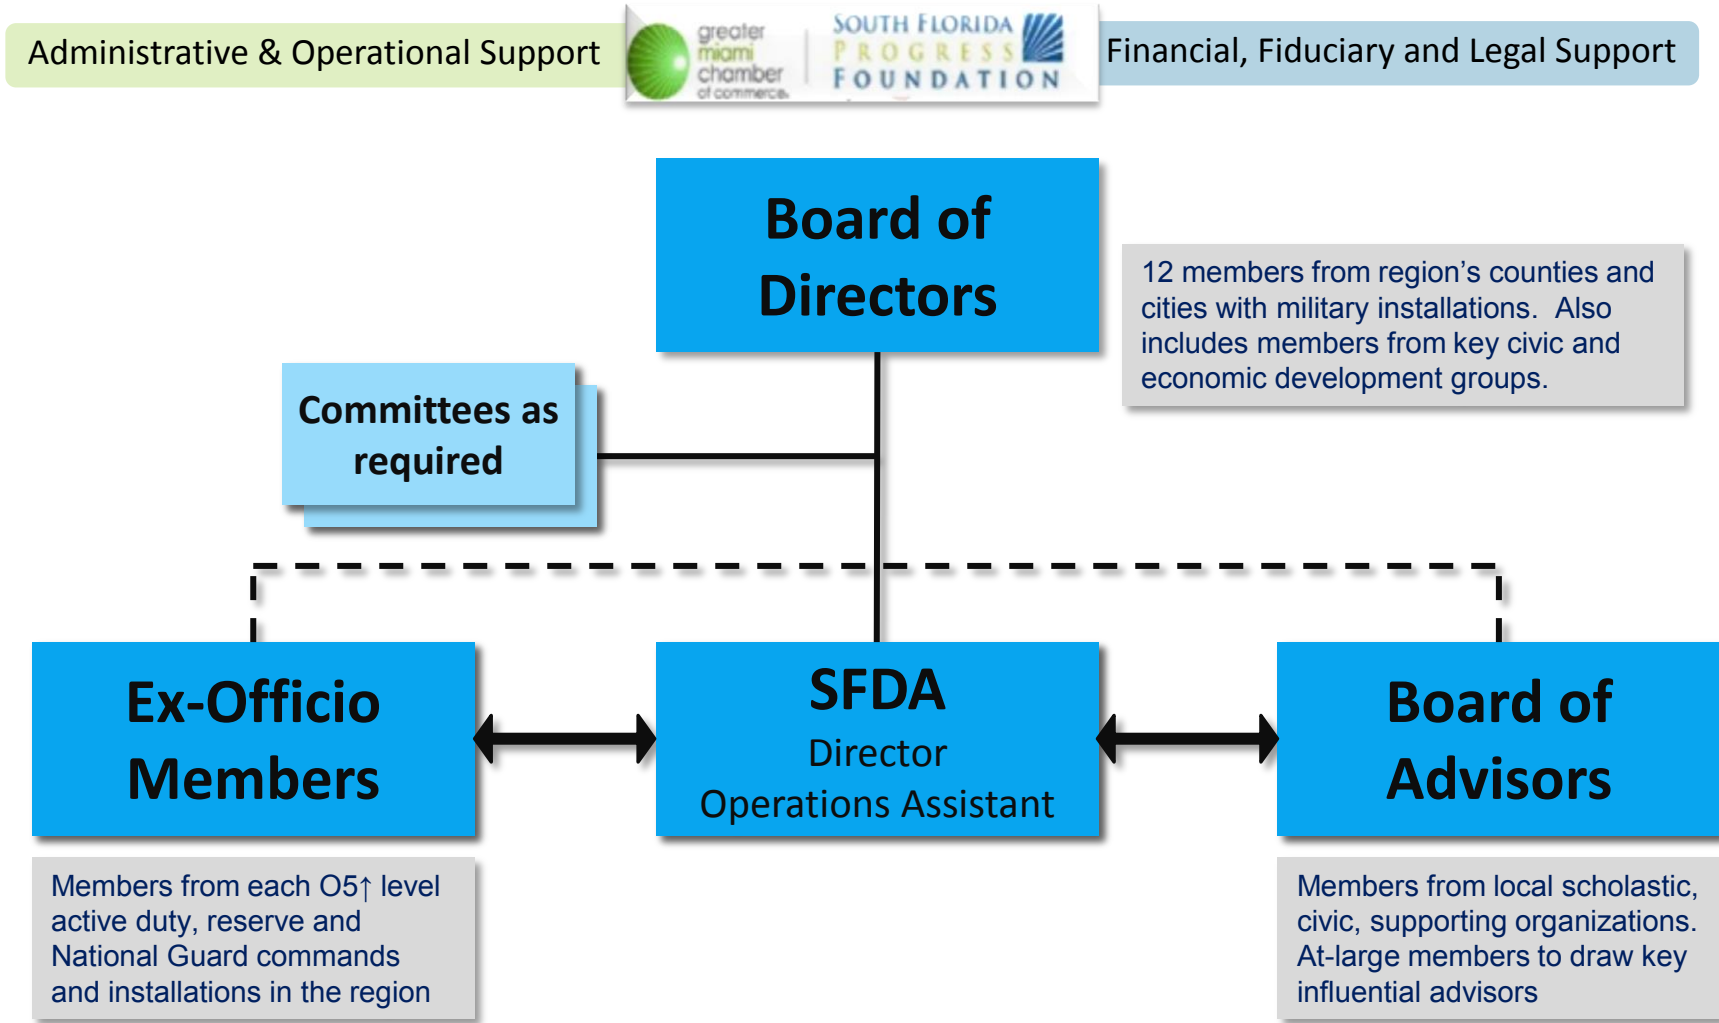 Administrative & Operational Support
greater
miami
chamber
of commerce
SOUTH FLORIDA
PROGRESS
FOUNDATION
Financial, Fiduciary and Legal Support
Board of
Directors
12 members from region's counties and
cities with military installations.  Also
includes members from key civic and
economic development groups.
Committees as
required
Ex-Officio
Members
SFDA
Director
Operations Assistant
Board of
Advisors
Members from each O5↑ level
active duty, reserve and
National Guard commands
and installations in the region
Members from local scholastic,
civic, supporting organizations.
At-large members to draw key
influential advisors